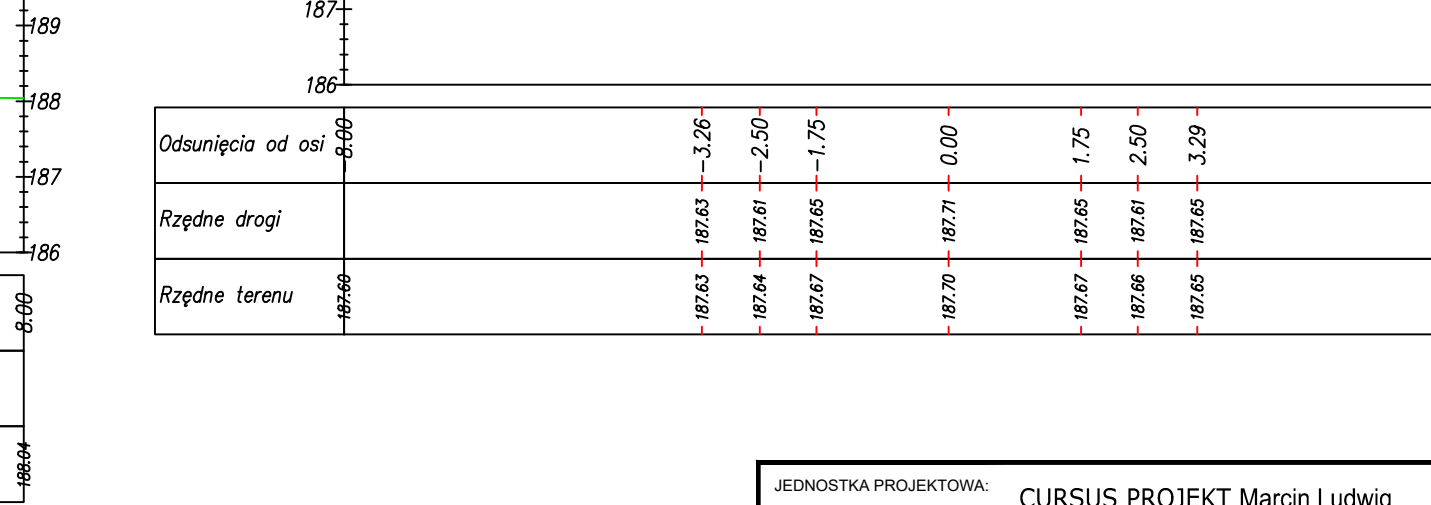 189
188
187
186
8.00
188.04
187
186
Odsunięcia od osi -8.00 -3.26 -2.50 -1.75 0.00 1.75 2.50 3.29
Rzędne drogi 187.63 187.61 187.65 187.71 187.65 187.61 187.65
Rzędne terenu 187.60 187.63 187.64 187.67 187.70 187.67 187.66 187.65
JEDNOSTKA PROJEKTOWA: CURSUS PROJEKT Marcin Ludwig